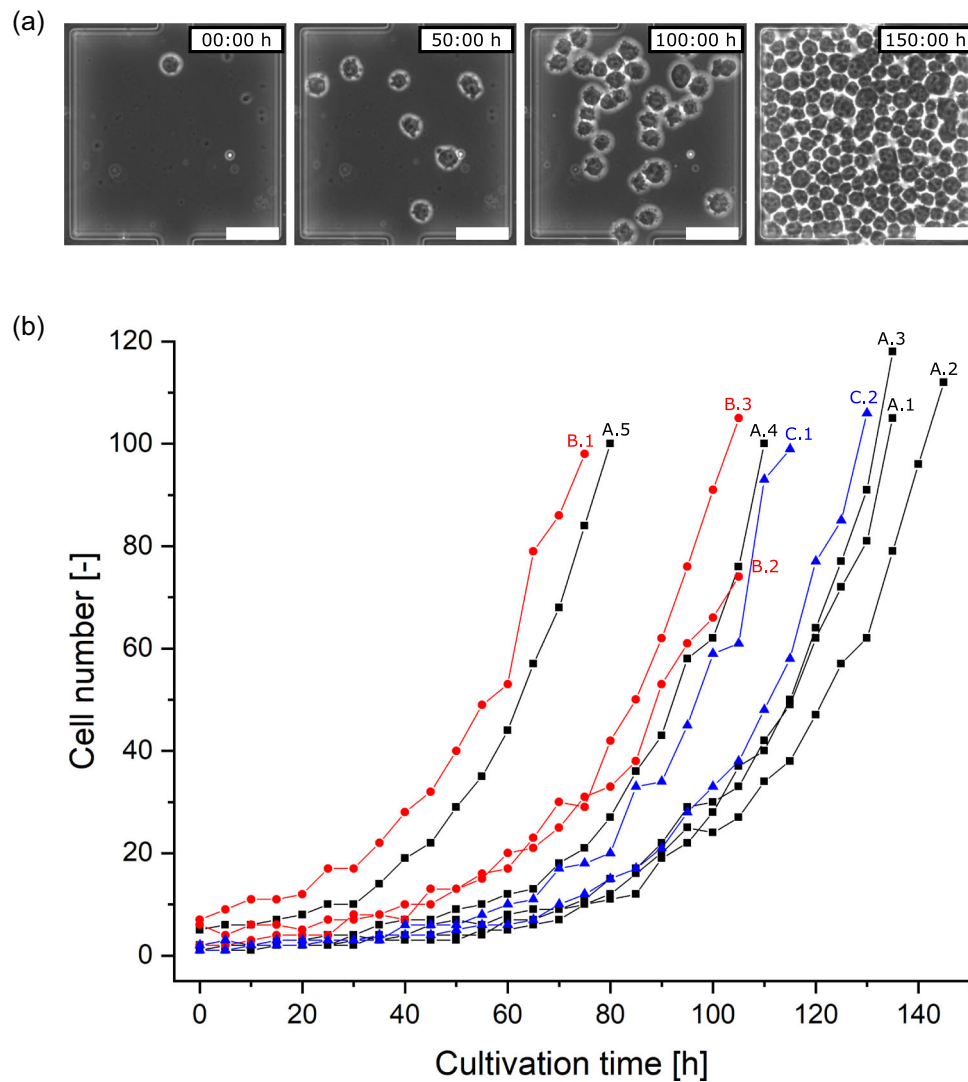 (a)
00:00 h
50:00 h
100:00 h
150:00 h
(b)
120
100
80
60
40
20
0
Cell number [-]
B.1
A.5
B.3
A.4
C.1
B.2
C.2
A.3
A.1
A.2
0
20
40
60
80
100
120
140
Cultivation time [h]